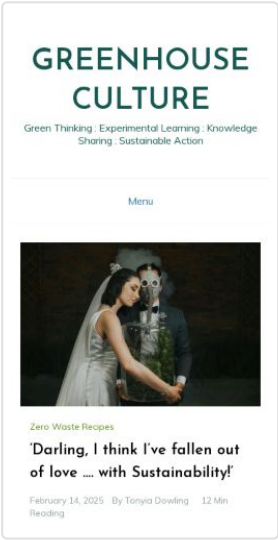 GREENHOUSE
CULTURE
Green Thinking : Experimental Learning : Knowledge
Sharing : Sustainable Action
Menu
Zero Waste Recipes
'Darling, I think I've fallen out
of love .... with Sustainability!'
February 14, 2025 By Tonyia Dowling 12 Min
Reading